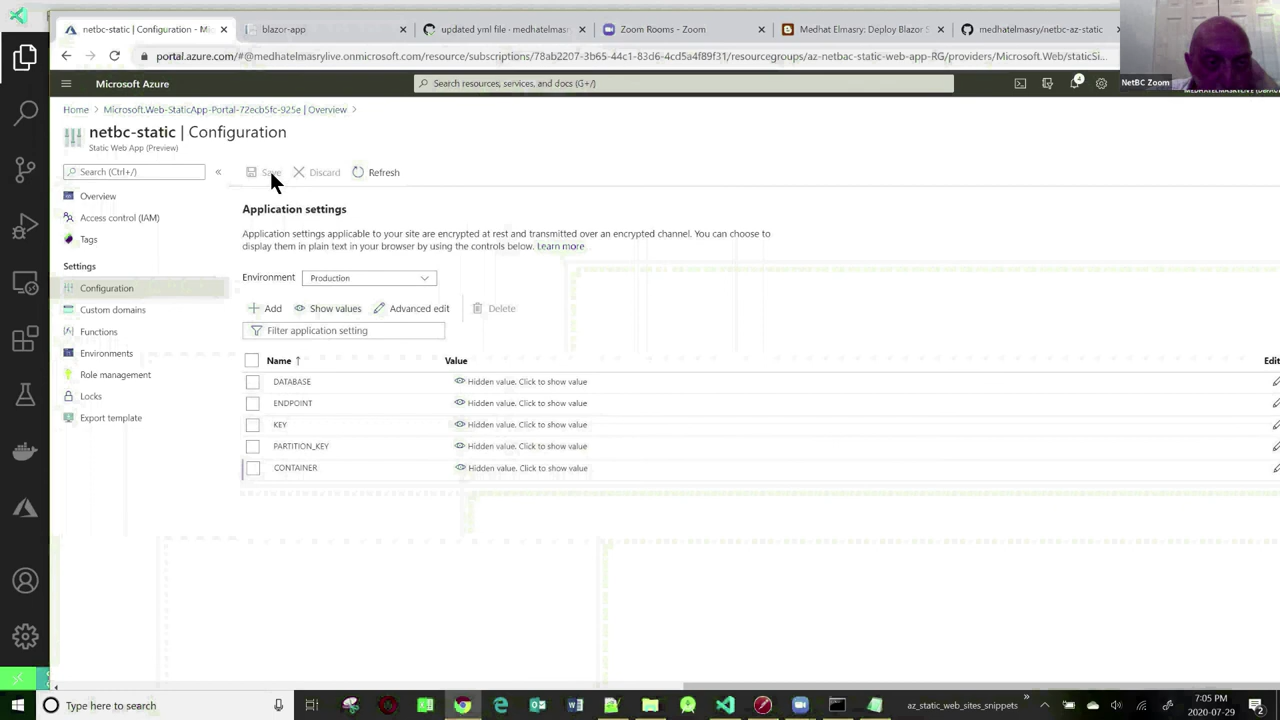 netbc-static | Configuration - Mi
blazor-app
updated yml file - medhatelmas
Zoom Rooms - Zoom
Medhat Elmasry: Deploy Blazor S
medhatelmasry/netbc-az-static
portal.azure.com/#@medhatelmasrylive.onmicrosoft.com/resource/subscriptions/78ab2207-3b65-44c1-83d6-5d4ca4f89f31/resourcegroups/az-netbac-static-web-app-RG/providers/Microsoft.Web/staticSi
Microsoft Azure
Search resources, services, and docs (G+/)
4
NetBC Zoom
Home > Microsoft.Web-StaticApp-Portal-72ecb5fc-925e | Overview >
netbc-static | Configuration
Static Web App (Preview)
Search (Ctrl+/)
«
Save
Discard
Refresh
Overview
Access control (IAM)
Tags
Settings
Configuration
Custom domains
Functions
Environments
Role management
Locks
Export template
Application settings
Application settings applicable to your site are encrypted at rest and transmitted over an encrypted channel. You can choose to
display them in plain text in your browser by using the controls below. Learn more
Environment
Production
Add
Show values
Advanced edit
Delete
Filter application setting
Name ↑
Value
Edit
DATABASE
Hidden value. Click to show value
ENDPOINT
Hidden value. Click to show value
KEY
Hidden value. Click to show value
PARTITION_KEY
Hidden value. Click to show value
CONTAINER
Hidden value. Click to show value
Type here to search
az_static_web_sites_snippets
»
7:05 PM
2020-07-29
2